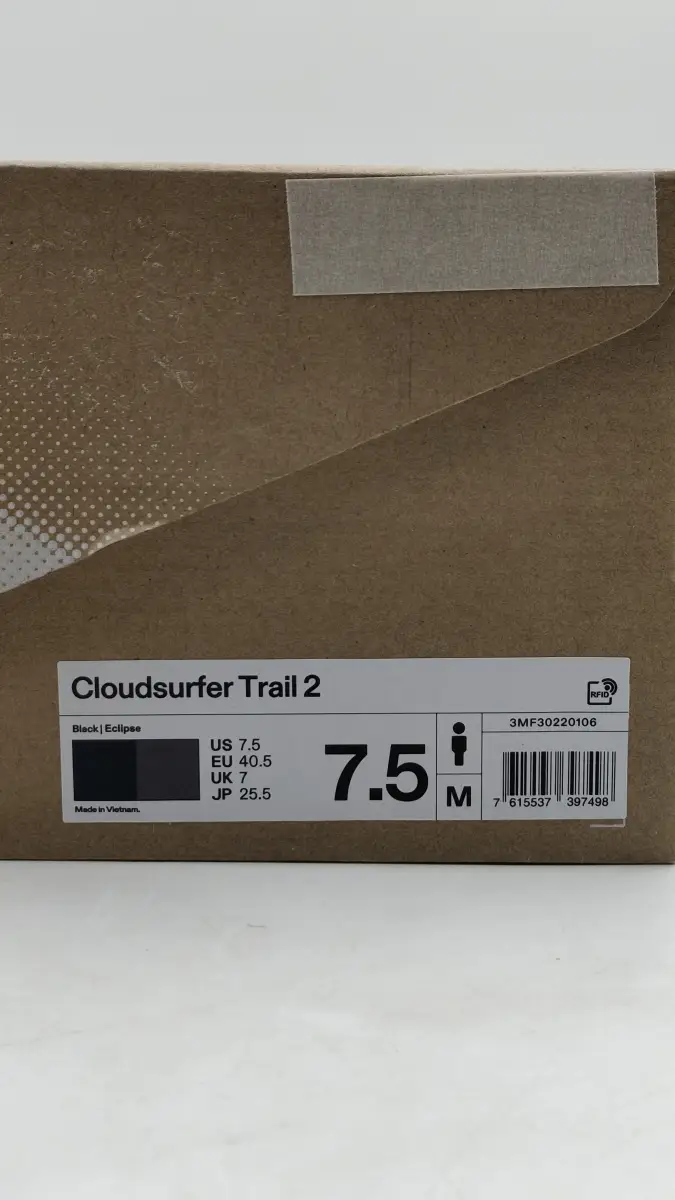 Cloudsurfer Trail 2
RFID
Black | Eclipse
US 7.5
EU 40.5
UK 7
JP 25.5
Made in Vietnam.
7.5
M
3MF30220106
7 615537 397498